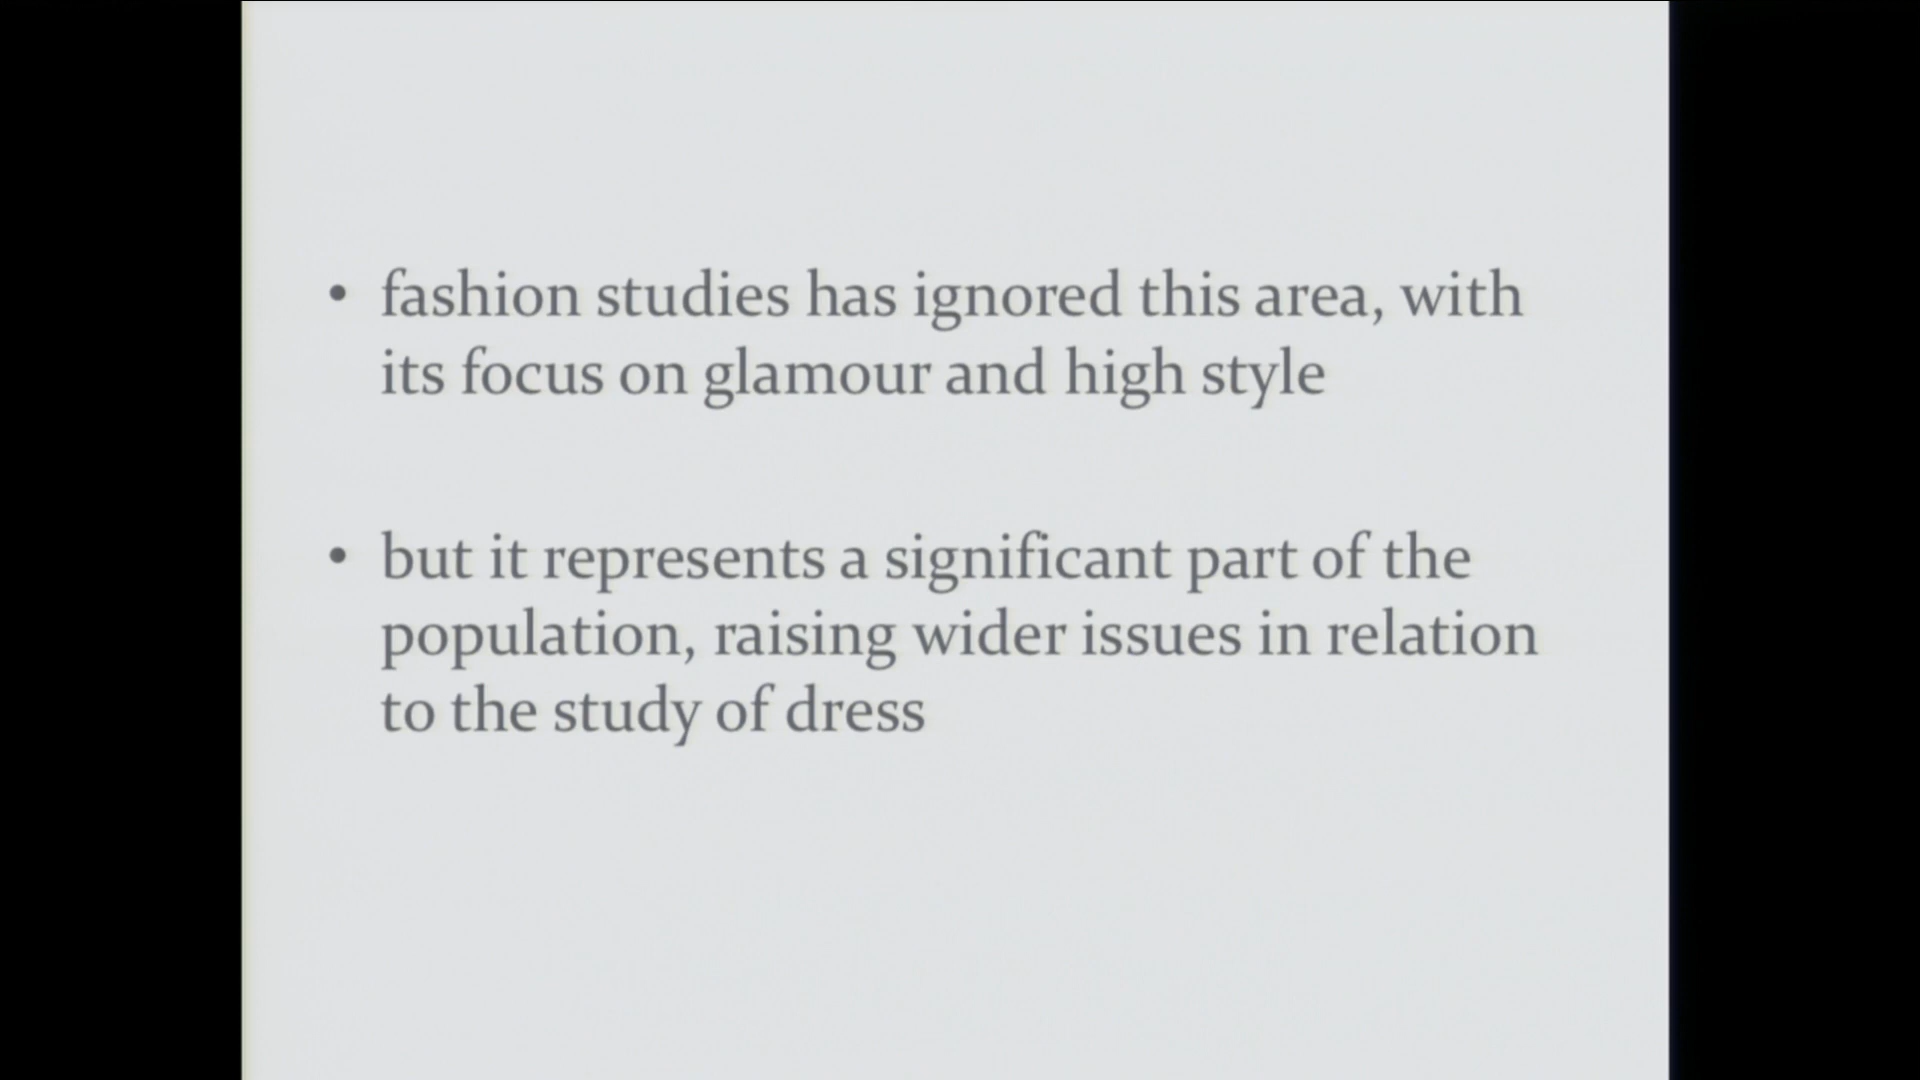 • fashion studies has ignored this area, with
its focus on glamour and high style
• but it represents a significant part of the
population, raising wider issues in relation
to the study of dress